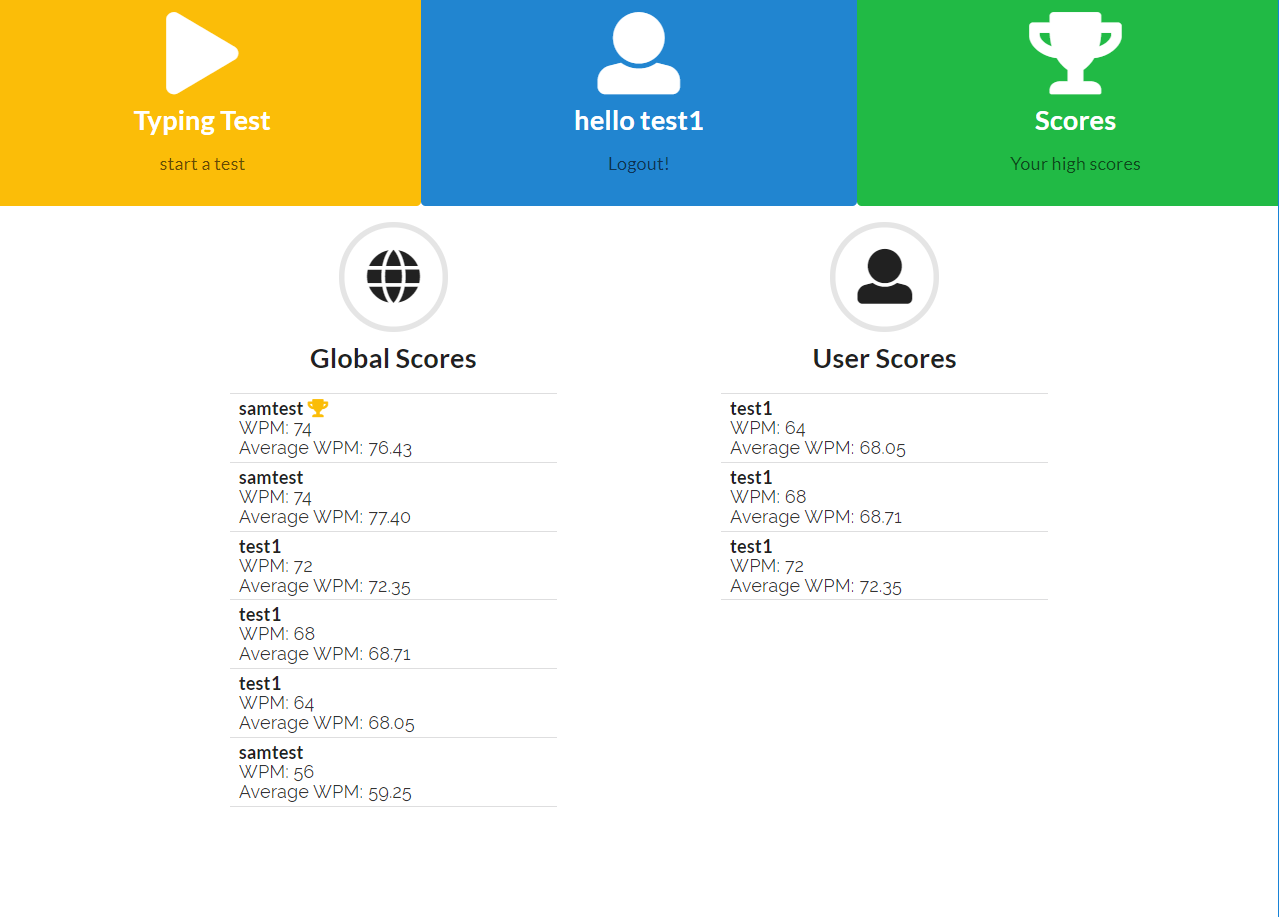 Typing Test
start a test
hello test1
Logout!
Scores
Your high scores
Global Scores
samtest
WPM: 74
Average WPM: 76.43
samtest
WPM: 74
Average WPM: 77.40
test1
WPM: 72
Average WPM: 72.35
test1
WPM: 68
Average WPM: 68.71
test1
WPM: 64
Average WPM: 68.05
samtest
WPM: 56
Average WPM: 59.25
User Scores
test1
WPM: 64
Average WPM: 68.05
test1
WPM: 68
Average WPM: 68.71
test1
WPM: 72
Average WPM: 72.35